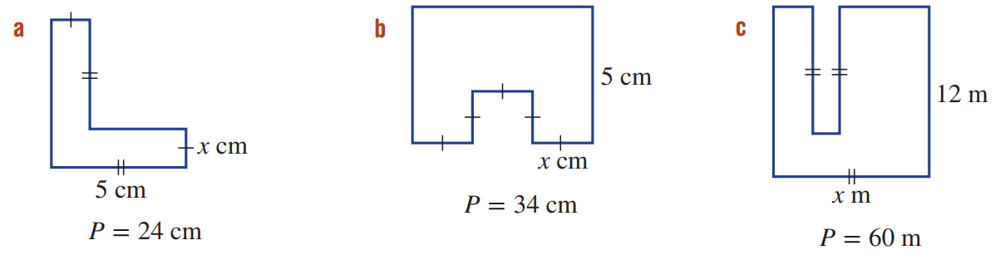 a
5 cm
x cm
P = 24 cm
b
5 cm
x cm
P = 34 cm
c
12 m
x m
P = 60 m